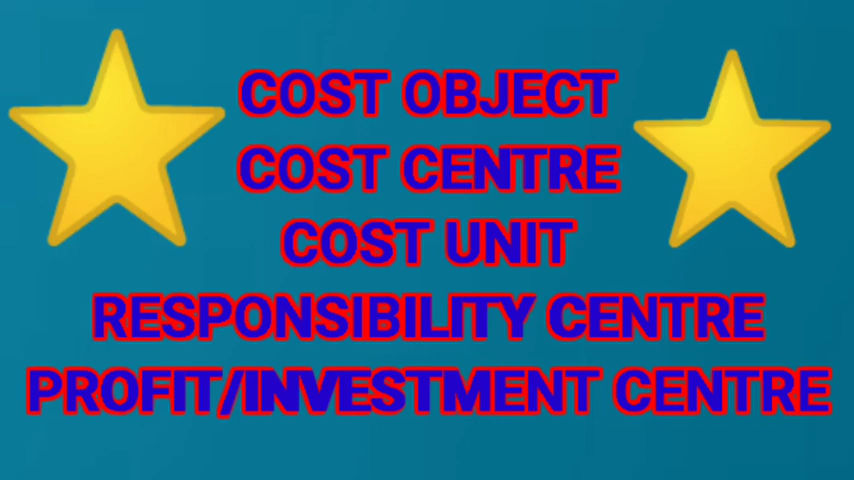 COST OBJECT
COST CENTRE
COST UNIT
RESPONSIBILITY CENTRE
PROFIT/INVESTMENT CENTRE